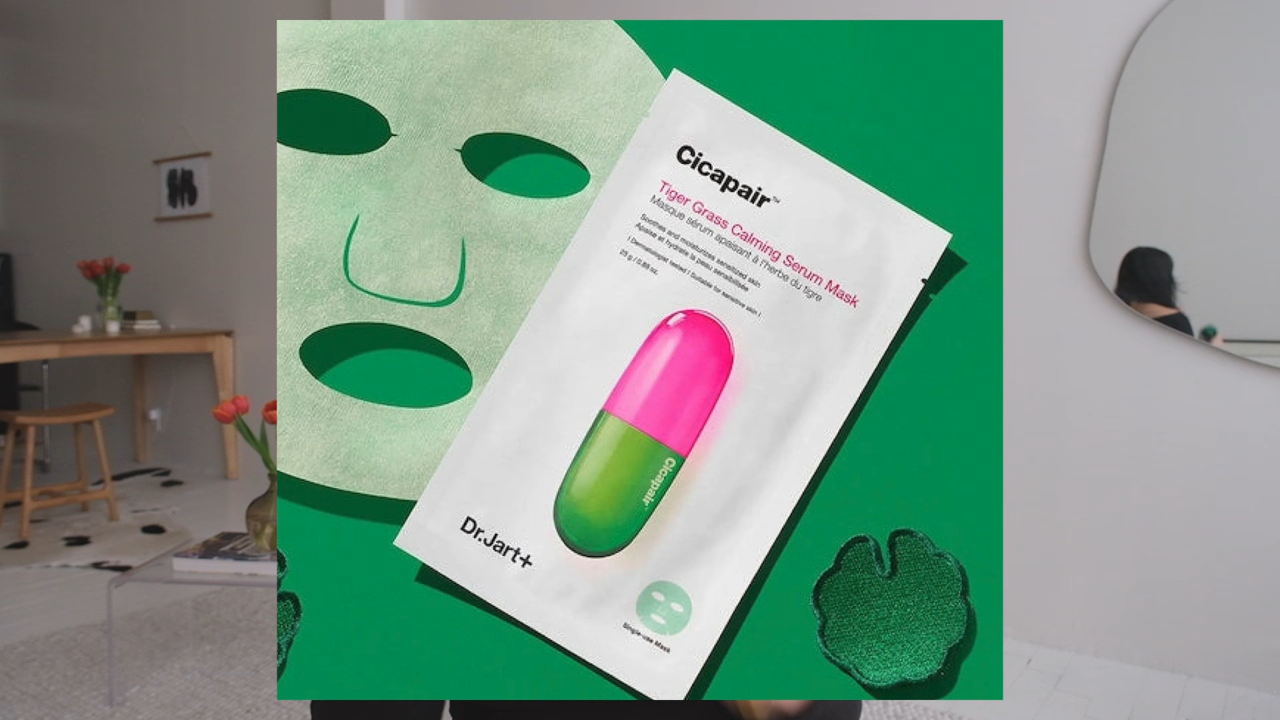 Cicapair™
Tiger Grass Calming Serum Mask
Masque sérum apaisant à l'herbe du tigre
Soothes and moisturizes sensitized skin
Apaise et hydrate la peau sensibilisée
I Dermatologist tested I Suitable for sensitive skin I
25 g / 0.88 oz.
Cicapair™
Dr.Jart+
Single-use Mask